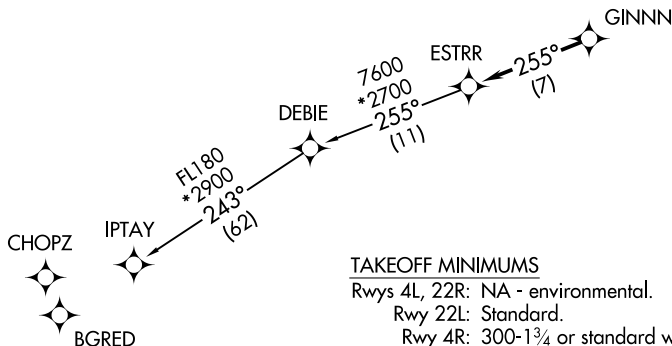 GINNN
ESTRR
255°
(7)
7600
*2700
255°
(11)
DEBIE
FL180
*2900
243°
(62)
IPTAY
CHOPZ
BGRED
TAKEOFF MINIMUMS
Rwys 4L, 22R: NA - environmental.
Rwy 22L: Standard.
Rwy 4R: 300-1¾ or standard w